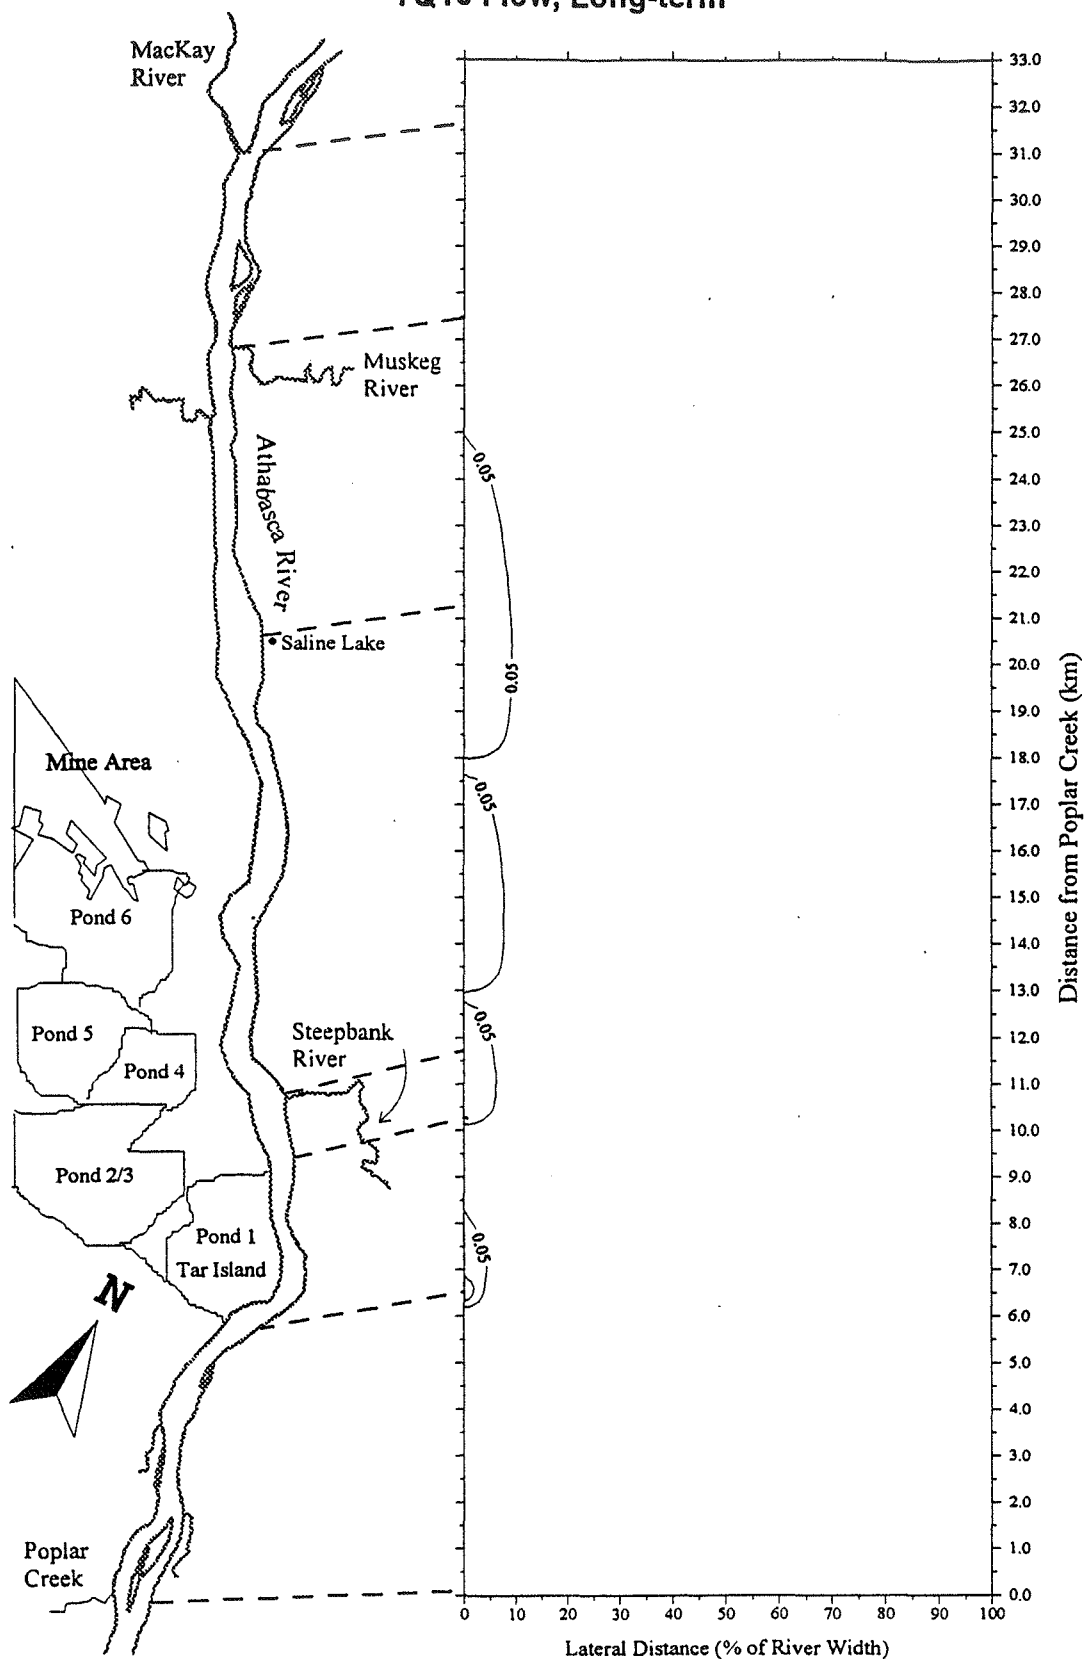 7Q10 Flow, Long-term
MacKay
River
Muskeg
River
Athabasca River
Saline Lake
Mine Area
Pond 6
Pond 5
Pond 4
Steepbank
River
Pond 2/3
Pond 1
Tar Island
N
Poplar
Creek
0.05
0.05
0.05
0.05
0.05
33.0
32.0
31.0
30.0
29.0
28.0
27.0
26.0
25.0
24.0
23.0
22.0
21.0
20.0
19.0
18.0
17.0
16.0
15.0
14.0
13.0
12.0
11.0
10.0
9.0
8.0
7.0
6.0
5.0
4.0
3.0
2.0
1.0
0.0
Distance from Poplar Creek (km)
0 10 20 30 40 50 60 70 80 90 100
Lateral Distance (% of River Width)